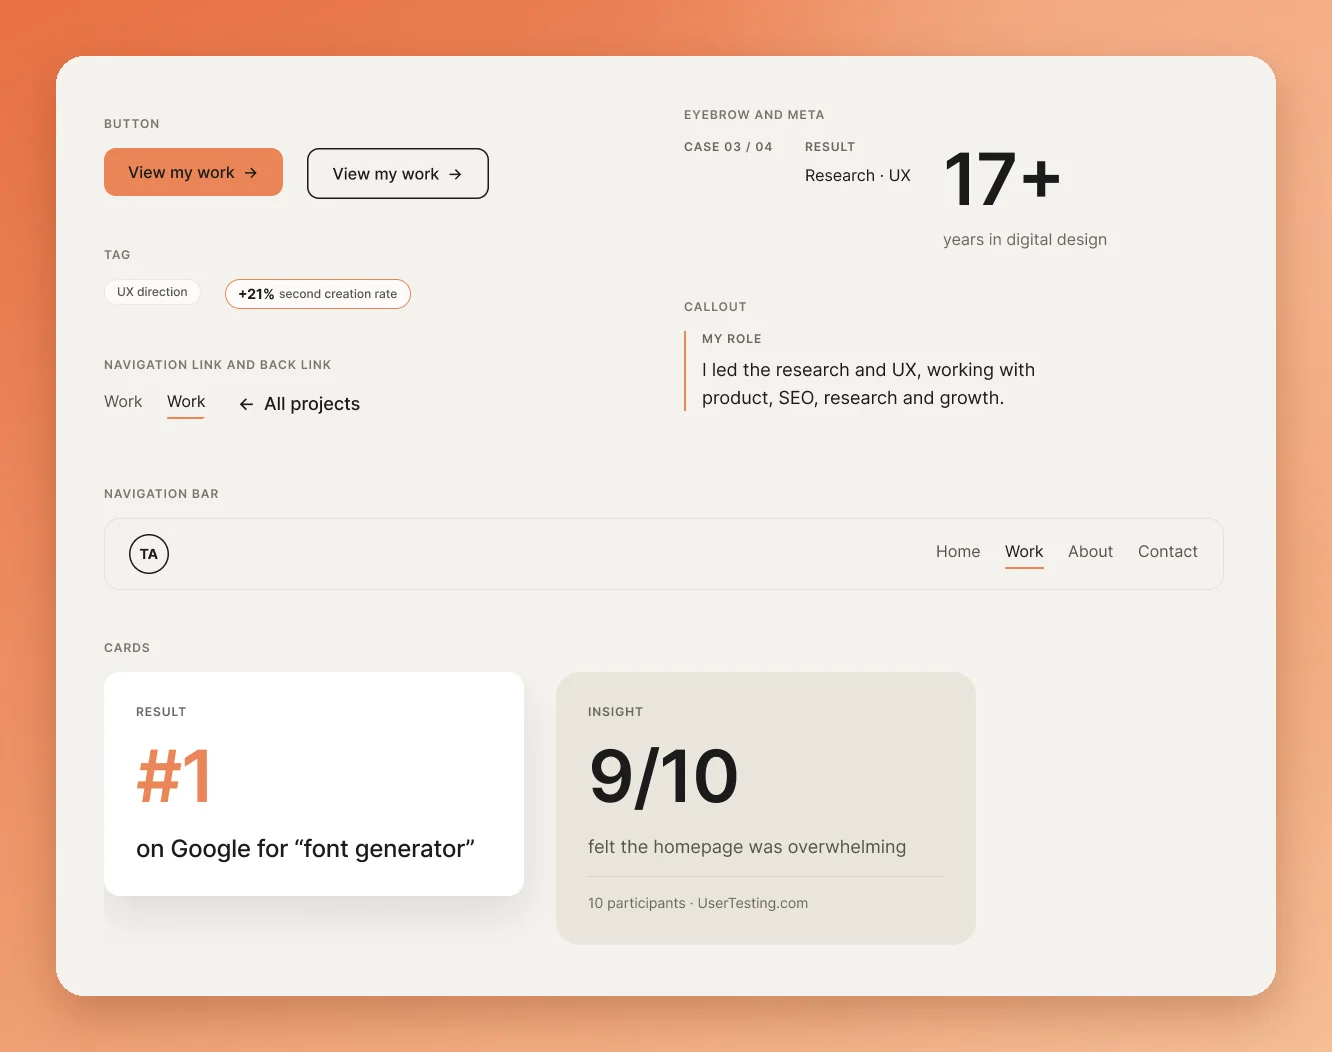 BUTTON
View my work →
View my work →
TAG
UX direction
+21% second creation rate
NAVIGATION LINK AND BACK LINK
Work
Work
← All projects
EYEBROW AND META
CASE 03 / 04
RESULT
Research · UX
17+
years in digital design
CALLOUT
MY ROLE
I led the research and UX, working with
product, SEO, research and growth.
NAVIGATION BAR
TA
Home
Work
About
Contact
CARDS
RESULT
#1
on Google for “font generator”
INSIGHT
9/10
felt the homepage was overwhelming
10 participants · UserTesting.com